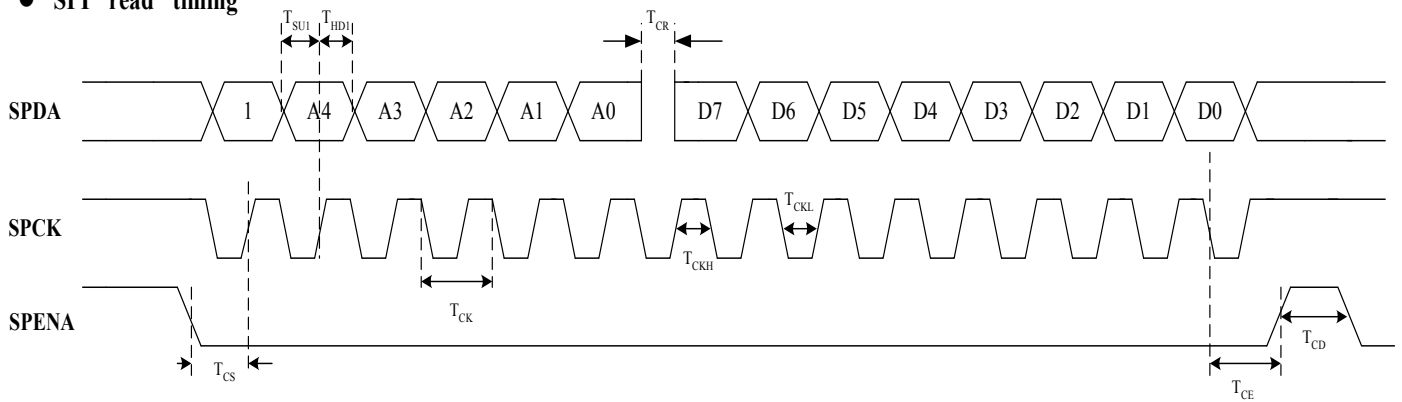 ● SPI read timing
T_SU1 T_HD1 T_CR
SPDA 1 A4 A3 A2 A1 A0 D7 D6 D5 D4 D3 D2 D1 D0
SPCK T_CKL
T_CKH
T_CK
SPENA
T_CS T_CD
T_CE